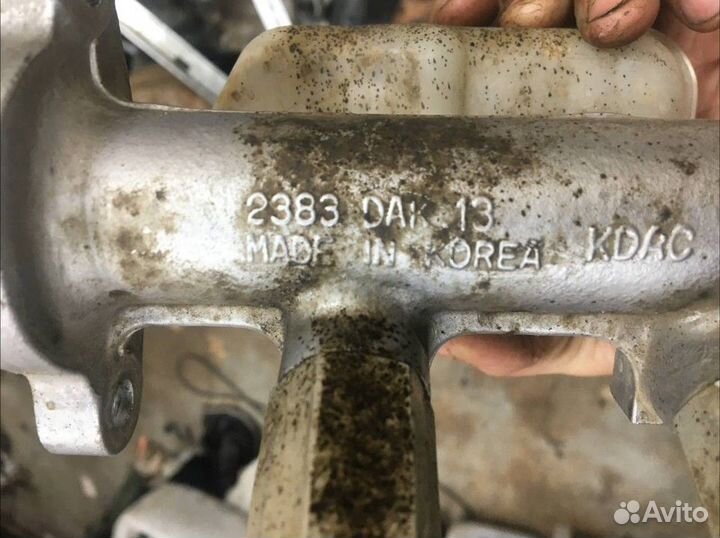 2383 DAK 13
MADE IN KOREA
KDAC
Avito